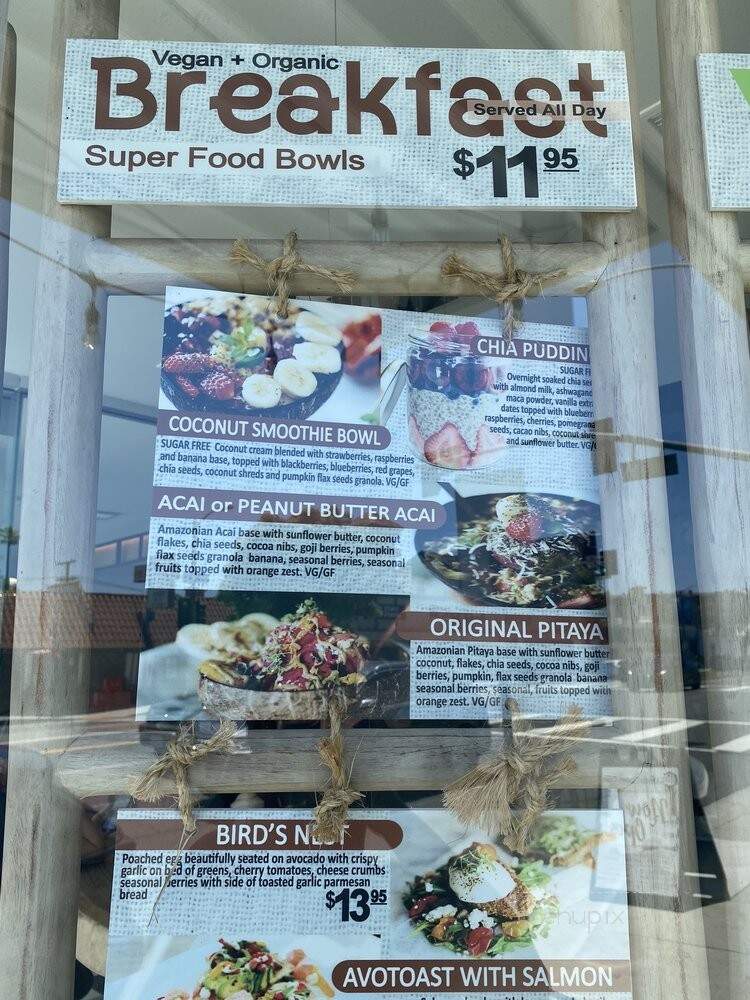 Vegan + Organic
Breakfast
Served All Day
Super Food Bowls
$11.95
COCONUT SMOOTHIE BOWL
SUGAR FREE Coconut cream blended with strawberries, raspberries
and banana base, topped with blackberries, blueberries, red grapes,
chia seeds, coconut shreds and pumpkin flax seeds granola. VG/GF
CHIA PUDDIN
SUGAR
Overnight soaked chia
with almond milk,
maca powder, vanilla
dates topped with
raspberries, cherries,
seeds, cacao nibs, coconut
and sunflower butter.
ACAI or PEANUT BUTTER ACAI
Amazonian Acai base with sunflower butter, coconut
flakes, chia seeds, cocoa nibs, goji berries, pumpkin
flax seeds granola banana, seasonal berries, seasonal
fruits topped with orange zest. VG/GF
ORIGINAL PITAYA
Amazonian Pitaya base with sunflower butter
coconut, flakes, chia seeds, cocoa nibs, goji
berries, pumpkin, flax seeds granola banana
seasonal berries, seasonal, fruits topped with
orange zest. VG/GF
BIRD'S NEST
Poached egg beautifully seated on avocado with crispy
garlic on bed of greens, cherry tomatoes, cheese crumbs
seasonal berries with side of toasted garlic parmesan
bread
$13.95
AVOTOAST WITH SALMON